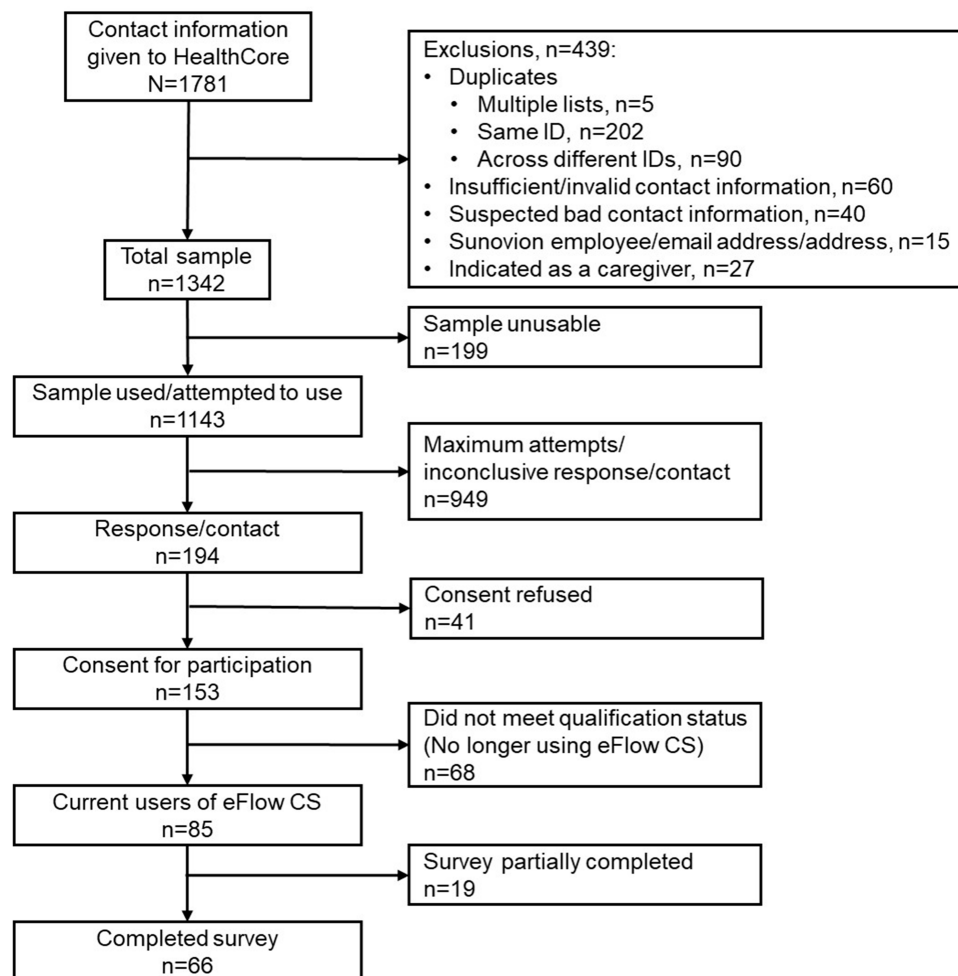 Contact information
given to HealthCore
N=1781
Exclusions, n=439:
• Duplicates
• Multiple lists, n=5
• Same ID, n=202
• Across different IDs, n=90
• Insufficient/invalid contact information, n=60
• Suspected bad contact information, n=40
• Sunovion employee/email address/address, n=15
• Indicated as a caregiver, n=27
Total sample
n=1342
Sample unusable
n=199
Sample used/attempted to use
n=1143
Maximum attempts/
inconclusive response/contact
n=949
Response/contact
n=194
Consent refused
n=41
Consent for participation
n=153
Did not meet qualification status
(No longer using eFlow CS)
n=68
Current users of eFlow CS
n=85
Survey partially completed
n=19
Completed survey
n=66